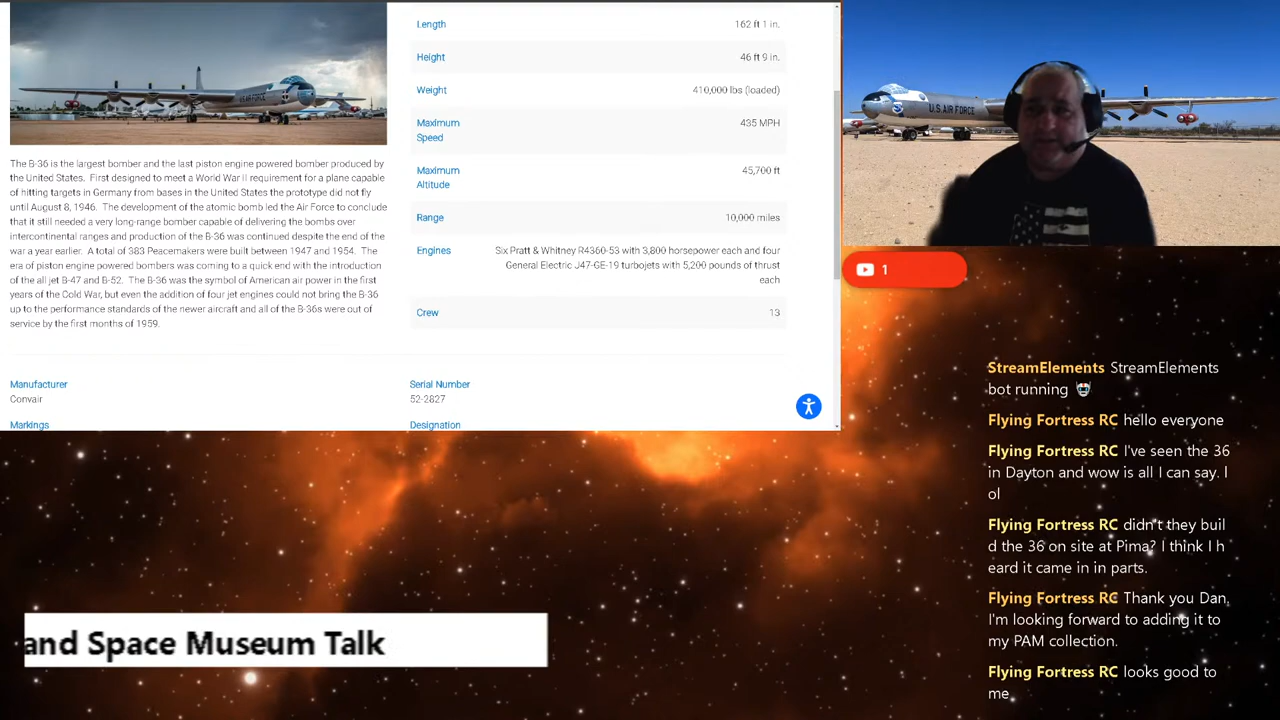 Length 162 ft 1 in.
Height 46 ft 9 in.
Weight 410,000 lbs (loaded)
Maximum Speed 435 MPH
Maximum Altitude 45,700 ft
Range 10,000 miles
Engines Six Pratt & Whitney R4360-53 with 3,800 horsepower each and four
General Electric J47-GE-19 turbojets with 5,200 pounds of thrust
each
Crew 13
U.S. AIR FORCE
The B-36 is the largest bomber and the last piston engine powered bomber produced by
the United States.  First designed to meet a World War II requirement for a plane capable
of hitting targets in Germany from bases in the United States the prototype did not fly
until August 8, 1946.  The development of the atomic bomb led the Air Force to conclude
that it still needed a very long-range bomber capable of delivering the bombs over
intercontinental ranges and production of the B-36 was continued despite the end of the
war a year earlier.  A total of 383 Peacemakers were built between 1947 and 1954.  The
era of piston engine powered bombers was coming to a quick end with the introduction
of the all jet B-47 and B-52.  The B-36 was the symbol of American air power in the first
years of the Cold War, but even the addition of four jet engines could not bring the B-36
up to the performance standards of the newer aircraft and all of the B-36s were out of
service by the first months of 1959.
Manufacturer
Convair
Markings
Serial Number
52-2827
Designation
U.S. AIR FORCE
1
StreamElements StreamElements
bot running
Flying Fortress RC hello everyone
Flying Fortress RC I've seen the 36
in Dayton and wow is all I can say. l
ol
Flying Fortress RC didn't they buil
d the 36 on site at Pima? I think I h
eard it came in in parts.
Flying Fortress RC Thank you Dan,
I'm looking forward to adding it to
my PAM collection.
Flying Fortress RC looks good to
me
and Space Museum Talk